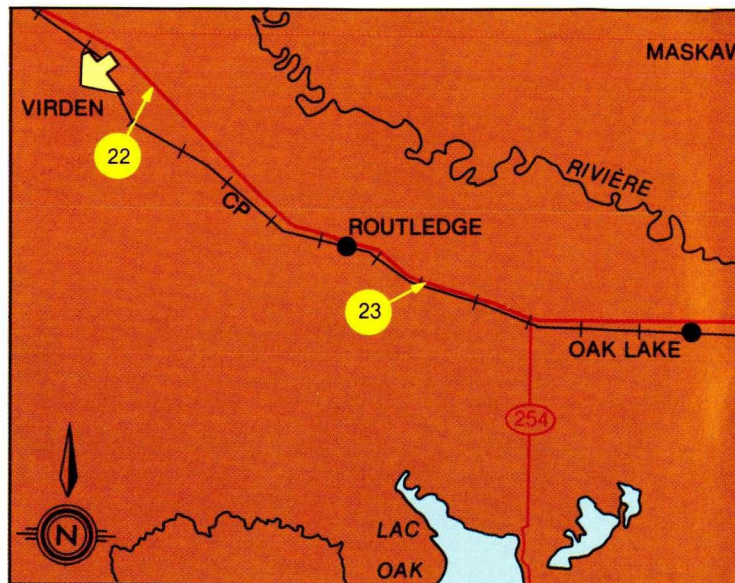 MASKAW
VIRDEN
22
RIVIÈRE
CP
ROUTLEDGE
23
OAK LAKE
254
N
LAC
OAK